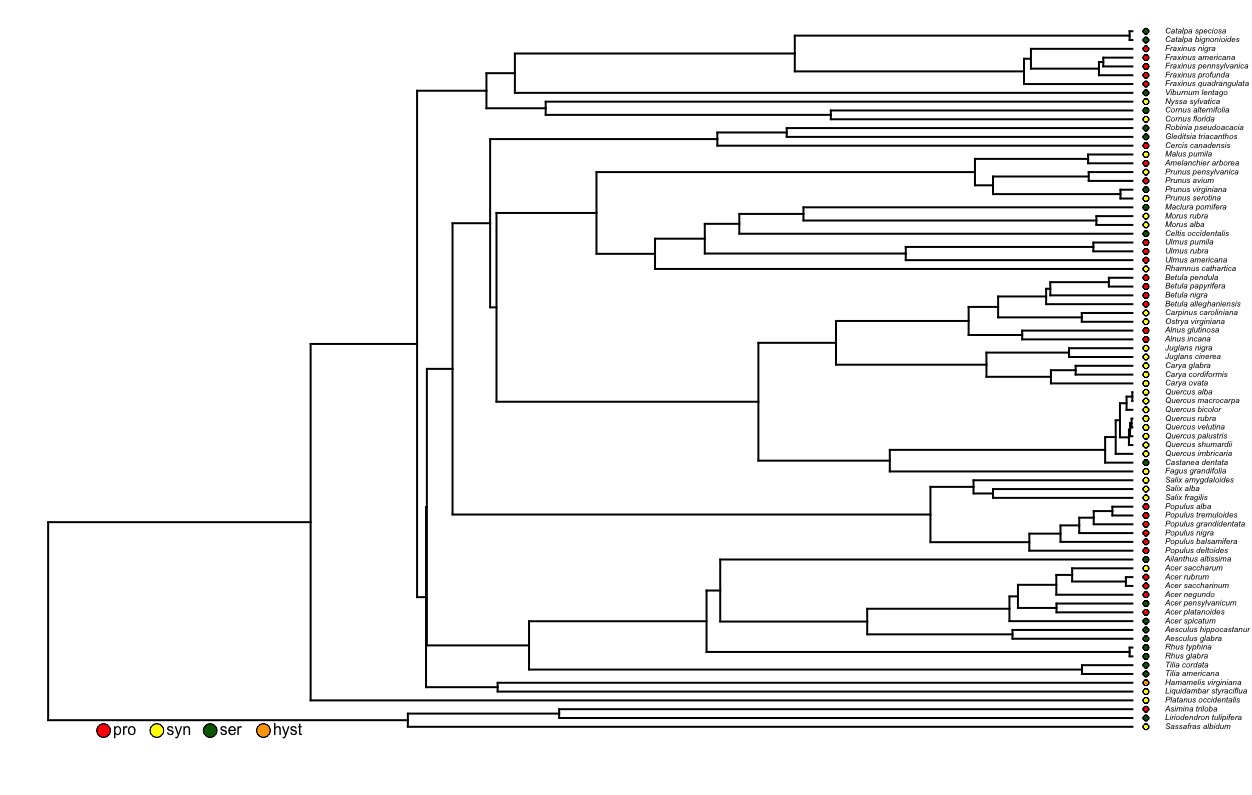 Catalpa speciosa
Catalpa bignonioides
Fraxinus nigra
Fraxinus americana
Fraxinus pennsylvanica
Fraxinus profunda
Fraxinus quadrangulata
Viburnum lentago
Nyssa sylvatica
Cornus alternifolia
Cornus florida
Robinia pseudoacacia
Gleditsia triacanthos
Cercis canadensis
Malus pumila
Amelanchier arborea
Prunus pensylvanica
Prunus avium
Prunus virginiana
Prunus serotina
Maclura pomifera
Morus rubra
Morus alba
Celtis occidentalis
Ulmus pumila
Ulmus rubra
Ulmus americana
Rhamnus cathartica
Betula pendula
Betula papyrifera
Betula nigra
Betula alleghaniensis
Carpinus caroliniana
Ostrya virginiana
Alnus glutinosa
Alnus incana
Juglans nigra
Juglans cinerea
Carya glabra
Carya cordiformis
Carya ovata
Quercus alba
Quercus macrocarpa
Quercus bicolor
Quercus rubra
Quercus velutina
Quercus palustris
Quercus shumardii
Quercus imbricaria
Castanea dentata
Fagus grandifolia
Salix amygdaloides
Salix alba
Salix fragilis
Populus alba
Populus tremuloides
Populus grandidentata
Populus nigra
Populus balsamifera
Populus deltoides
Ailanthus altissima
Acer saccharum
Acer rubrum
Acer saccharinum
Acer negundo
Acer pensylvanicum
Acer platanoides
Acer spicatum
Aesculus hippocastanur
Aesculus glabra
Rhus typhina
Rhus glabra
Tilia cordata
Tilia americana
Hamamelis virginiana
Liquidambar styraciflua
Platanus occidentalis
Asimina triloba
Liriodendron tulipifera
Sassafras albidum
pro syn ser hyst